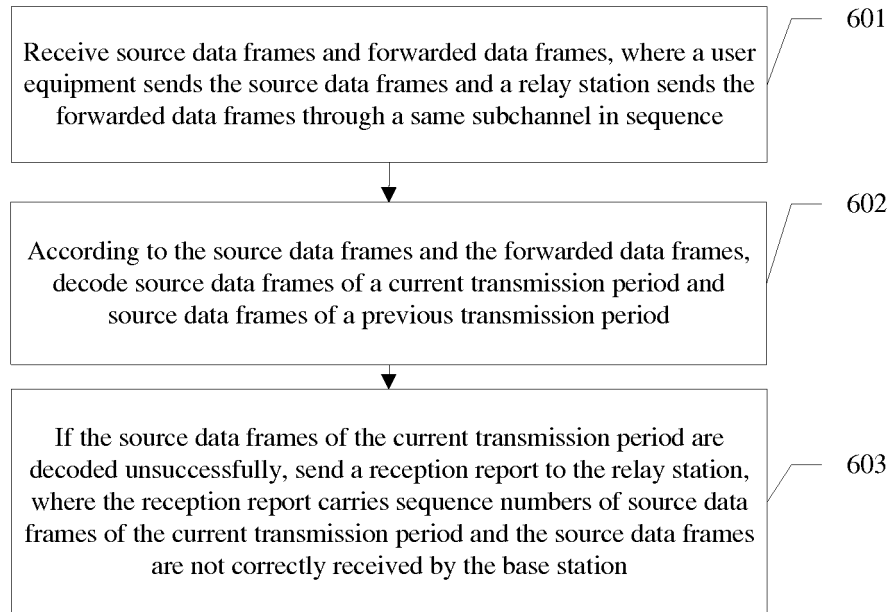 Receive source data frames and forwarded data frames, where a user
equipment sends the source data frames and a relay station sends the
forwarded data frames through a same subchannel in sequence
601
According to the source data frames and the forwarded data frames,
decode source data frames of a current transmission period and
source data frames of a previous transmission period
602
If the source data frames of the current transmission period are
decoded unsuccessfully, send a reception report to the relay station,
where the reception report carries sequence numbers of source data
frames of the current transmission period and the source data frames
are not correctly received by the base station
603